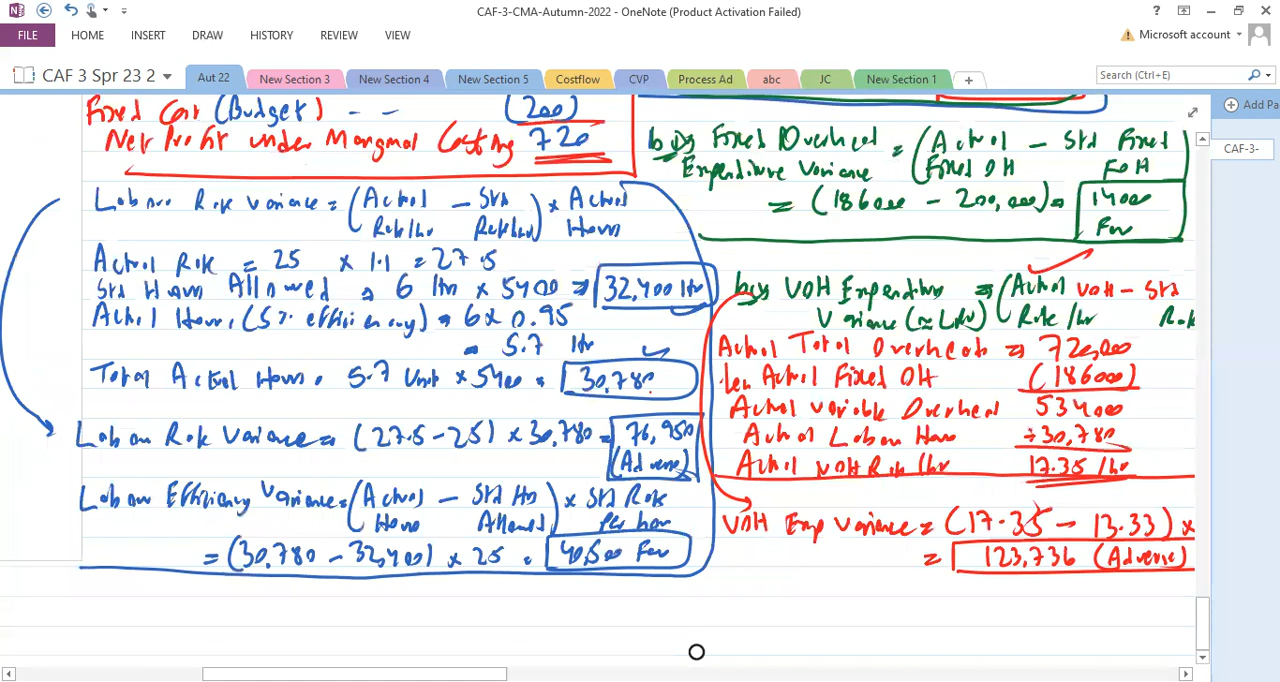 CAF-3-CMA-Autumn-2022 - OneNote (Product Activation Failed)
FILE HOME INSERT DRAW HISTORY REVIEW VIEW
Microsoft account
CAF 3 Spr 23 2 Aut 22 New Section 3 New Section 4 New Section 5 Costflow CVP Process Ad abc JC New Section 1
Search (Ctrl+E)
Add Pa
CAF-3-
Fixed Cost (Budget) - - (200)
Net Profit under Marginal Costing 720
Labour Rate Variance = (Actual Rate/hr - Std Rate/hr) × Actual Hours
Actual Rate = 25 × 1.1 = 27.5
Std Hours Allowed = 6 hrs × 5400 = 32,400 hr
Actual Hours (5% efficiency) = 6 × 0.95
= 5.7 hr
Total Actual Hours = 5.7 Unit × 5400 = 30,780
Labour Rate Variance = (27.5 - 25) × 30,780 = 76,950 (Adverse)
Labour Efficiency Variance = (Actual Hours - Std Hrs Allowed) × Std Rate per hour
= (30,780 - 32,400) × 25 = 40,500 Fav
Fixed Overhead Expenditure Variance = (Actual Fixed OH - Std Fixed FOH
= (186000 - 200,000) = 14000 Fav
VOH Expenditure Variance (≈ LRV) = (Actual VOH Rate/hr - Std Rate
Actual Total Overheads = 720,000
Less Actual Fixed OH (186000)
Actual Variable Overhead 534000
Actual Labour Hours ÷30,780
Actual VOH Rate/hr 17.35/hr
VOH Exp Variance = (17.35 - 13.33) ×
= 123,736 (Adverse)